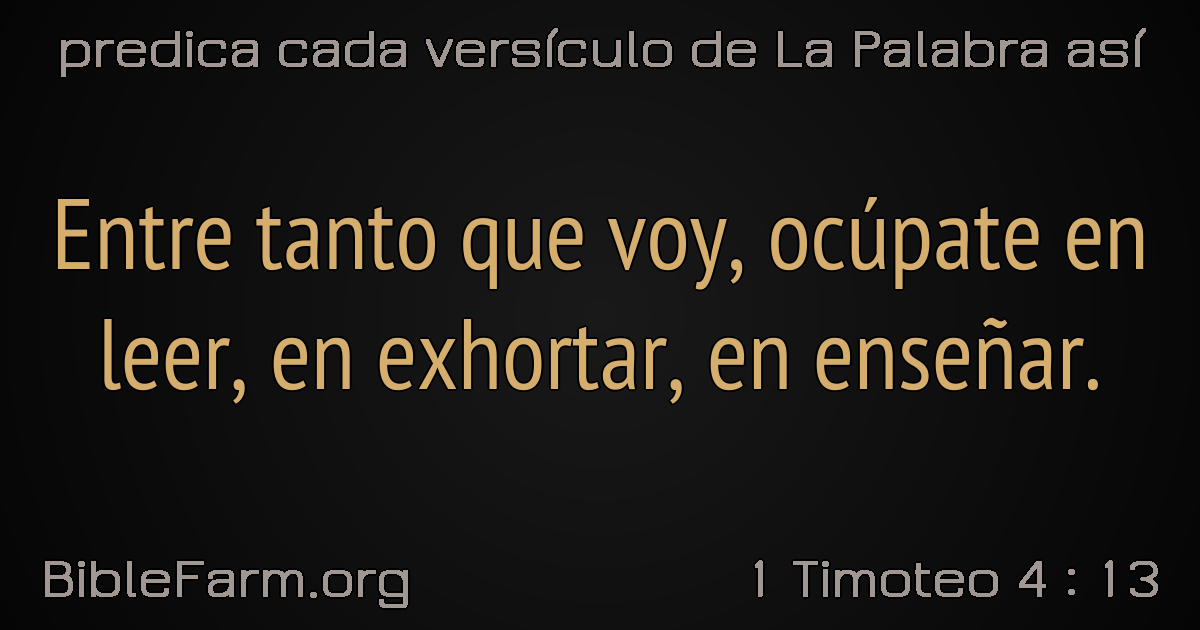 predica cada versículo de La Palabra así
Entre tanto que voy, ocúpate en
leer, en exhortar, en enseñar.
BibleFarm.org
1 Timoteo 4 : 13